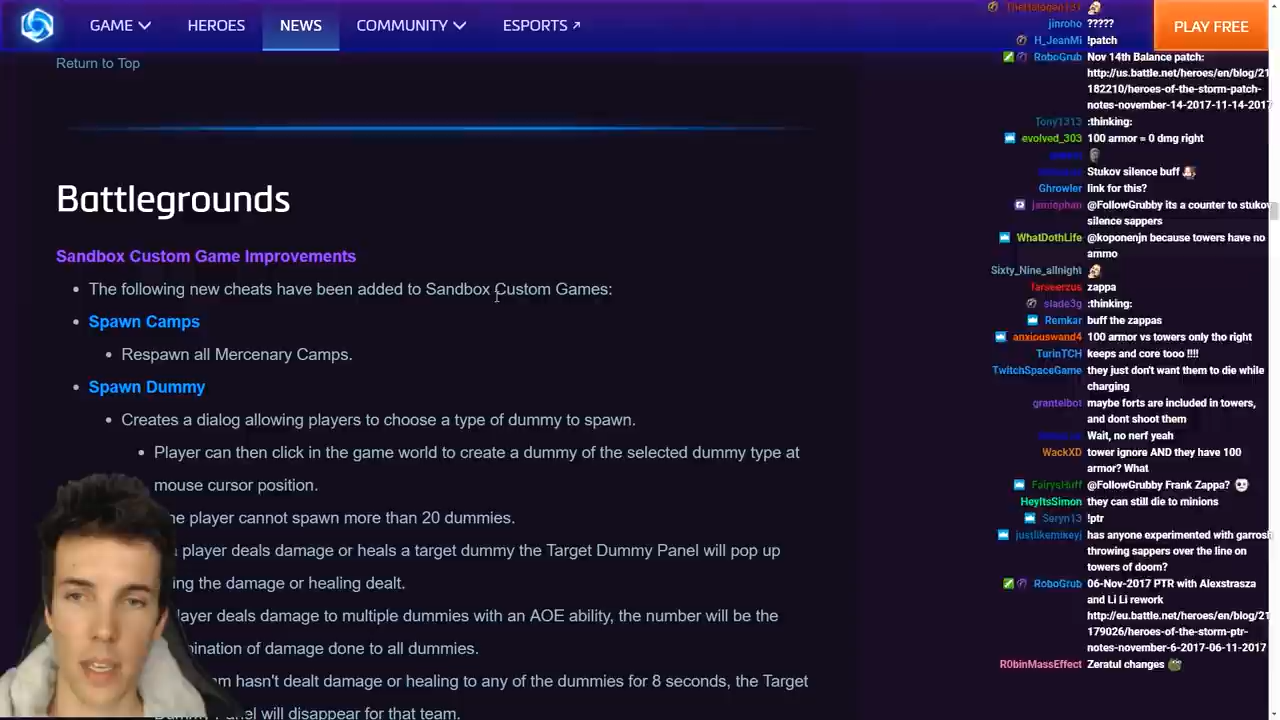 GAME
HEROES
NEWS
COMMUNITY
ESPORTS
PLAY FREE
Return to Top
Battlegrounds
Sandbox Custom Game Improvements
The following new cheats have been added to Sandbox Custom Games:
Spawn Camps
Respawn all Mercenary Camps.
Spawn Dummy
Creates a dialog allowing players to choose a type of dummy to spawn.
Player can then click in the game world to create a dummy of the selected dummy type at
mouse cursor position.
player cannot spawn more than 20 dummies.
player deals damage or heals a target dummy the Target Dummy Panel will pop up
the damage or healing dealt.
deals damage to multiple dummies with an AOE ability, the number will be the
of damage done to all dummies.
hasn't dealt damage or healing to any of the dummies for 8 seconds, the Target
will disappear for that team.
TheHologen131
jinroho ?????
H_JeanMi !patch
RoboGrub Nov 14th Balance patch:
http://us.battle.net/heroes/en/blog/21
182210/heroes-of-the-storm-patch-
notes-november-14-2017-11-14-2017
Tony1313 :thinking:
evolved_303 100 armor = 0 dmg right
Stukov silence buff
Ghrowler link for this?
jamiephan @FollowGrubby its a counter to stukov
silence sappers
WhatDothLife @koponenjn because towers have no
ammo
Sixty_Nine_allnight
Tarseerzus zappa
slade3g :thinking:
Remkar buff the zappas
anxiouswand4 100 armor vs towers only tho right
TurinTCH keeps and core tooo !!!!
TwitchSpaceGame they just don't want them to die while
charging
grantelbot maybe forts are included in towers,
and dont shoot them
Wait, no nerf yeah
WackXD tower ignore AND they have 100
armor? What
FairysHuff @FollowGrubby Frank Zappa?
HeyItsSimon they can still die to minions
Seryn13 !ptr
justlikemikeyj has anyone experimented with garrosh
throwing sappers over the line on
towers of doom?
RoboGrub 06-Nov-2017 PTR with Alexstrasza
and Li Li rework
http://eu.battle.net/heroes/en/blog/21
179026/heroes-of-the-storm-ptr-
notes-november-6-2017-06-11-2017
R0binMassEffect Zeratul changes